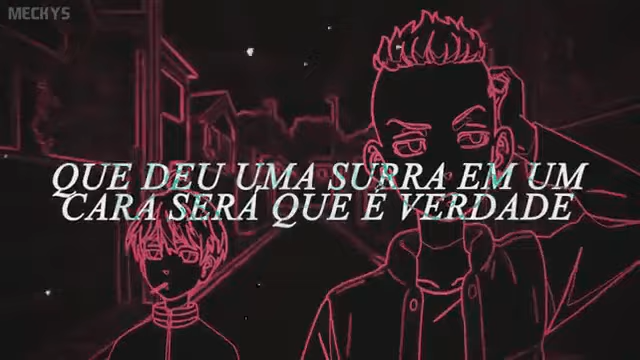 MECKYS
QUE DEU UMA SURRA EM UM
CARA SERÁ QUE É VERDADE